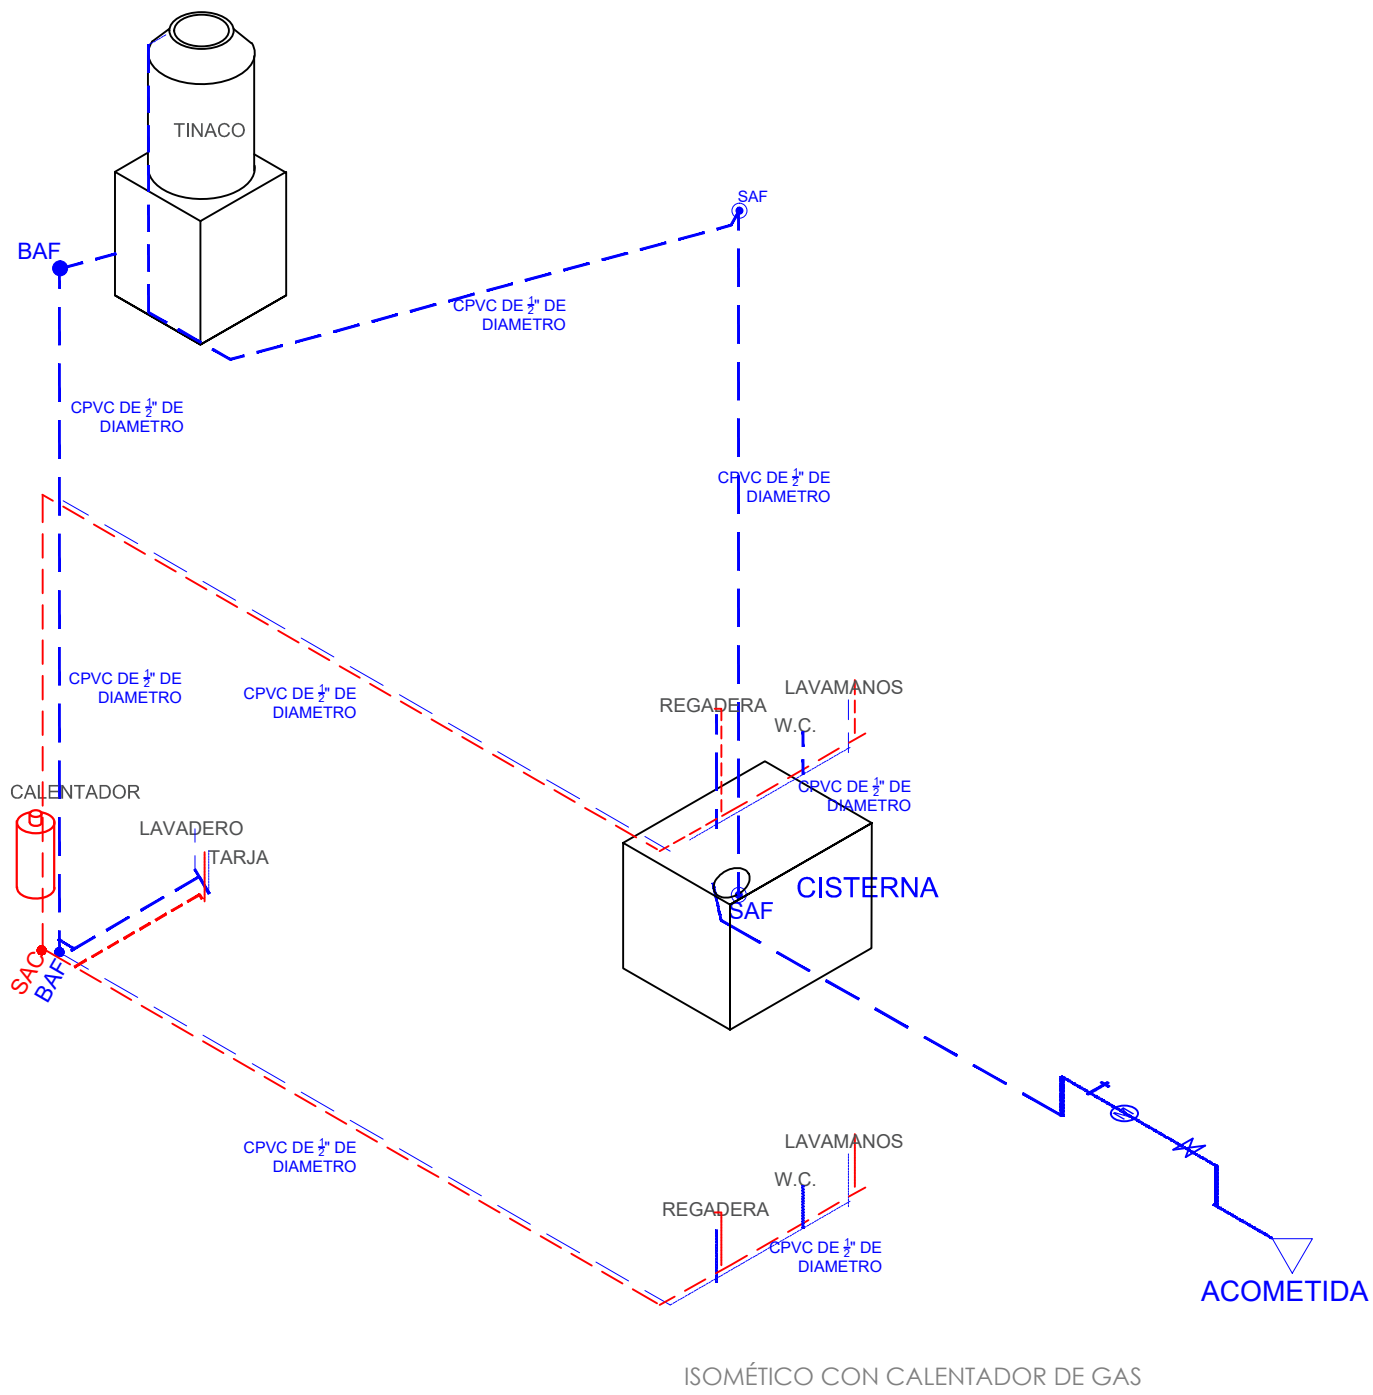 TINACO
SAF
BAF
CPVC DE ½" DE
DIAMETRO
CPVC DE ½" DE
DIAMETRO
CPVC DE ½" DE
DIAMETRO
CPVC DE ½" DE
DIAMETRO
CPVC DE ½" DE
DIAMETRO
LAVAMANOS
REGADERA
W.C.
CPVC DE ½" DE
DIAMETRO
CALENTADOR
LAVADERO
TARJA
CISTERNA
SAF
SAC
BAF
M
CPVC DE ½" DE
DIAMETRO
LAVAMANOS
W.C.
REGADERA
CPVC DE ½" DE
DIAMETRO
ACOMETIDA
ISOMÉTICO CON CALENTADOR DE GAS